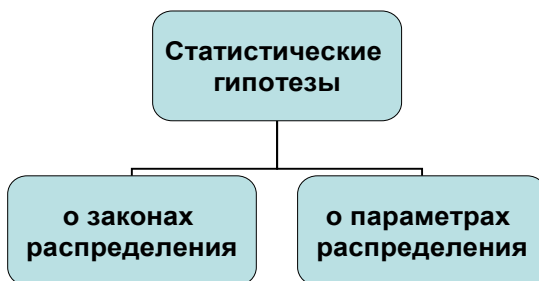 Статистические
гипотезы
о законах
распределения
о параметрах
распределения